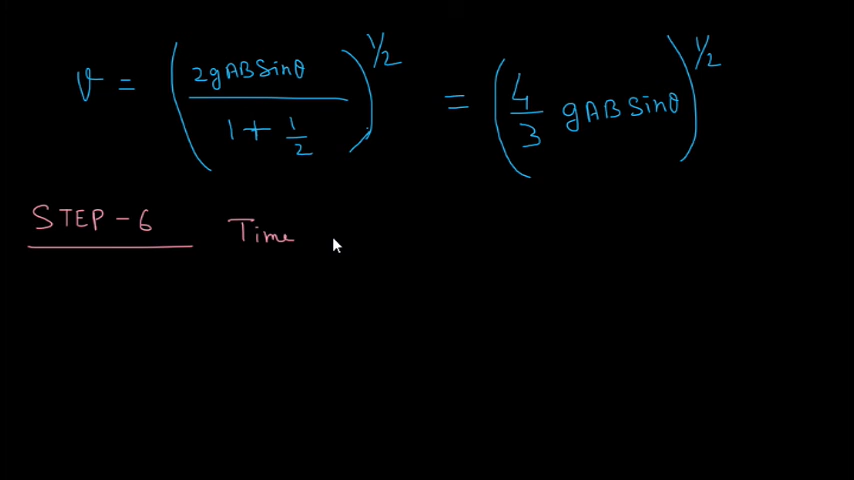 v = (2gABSinθ / 1 + 1/2)^1/2 = (4/3 gABSinθ)^1/2
STEP-6 Time